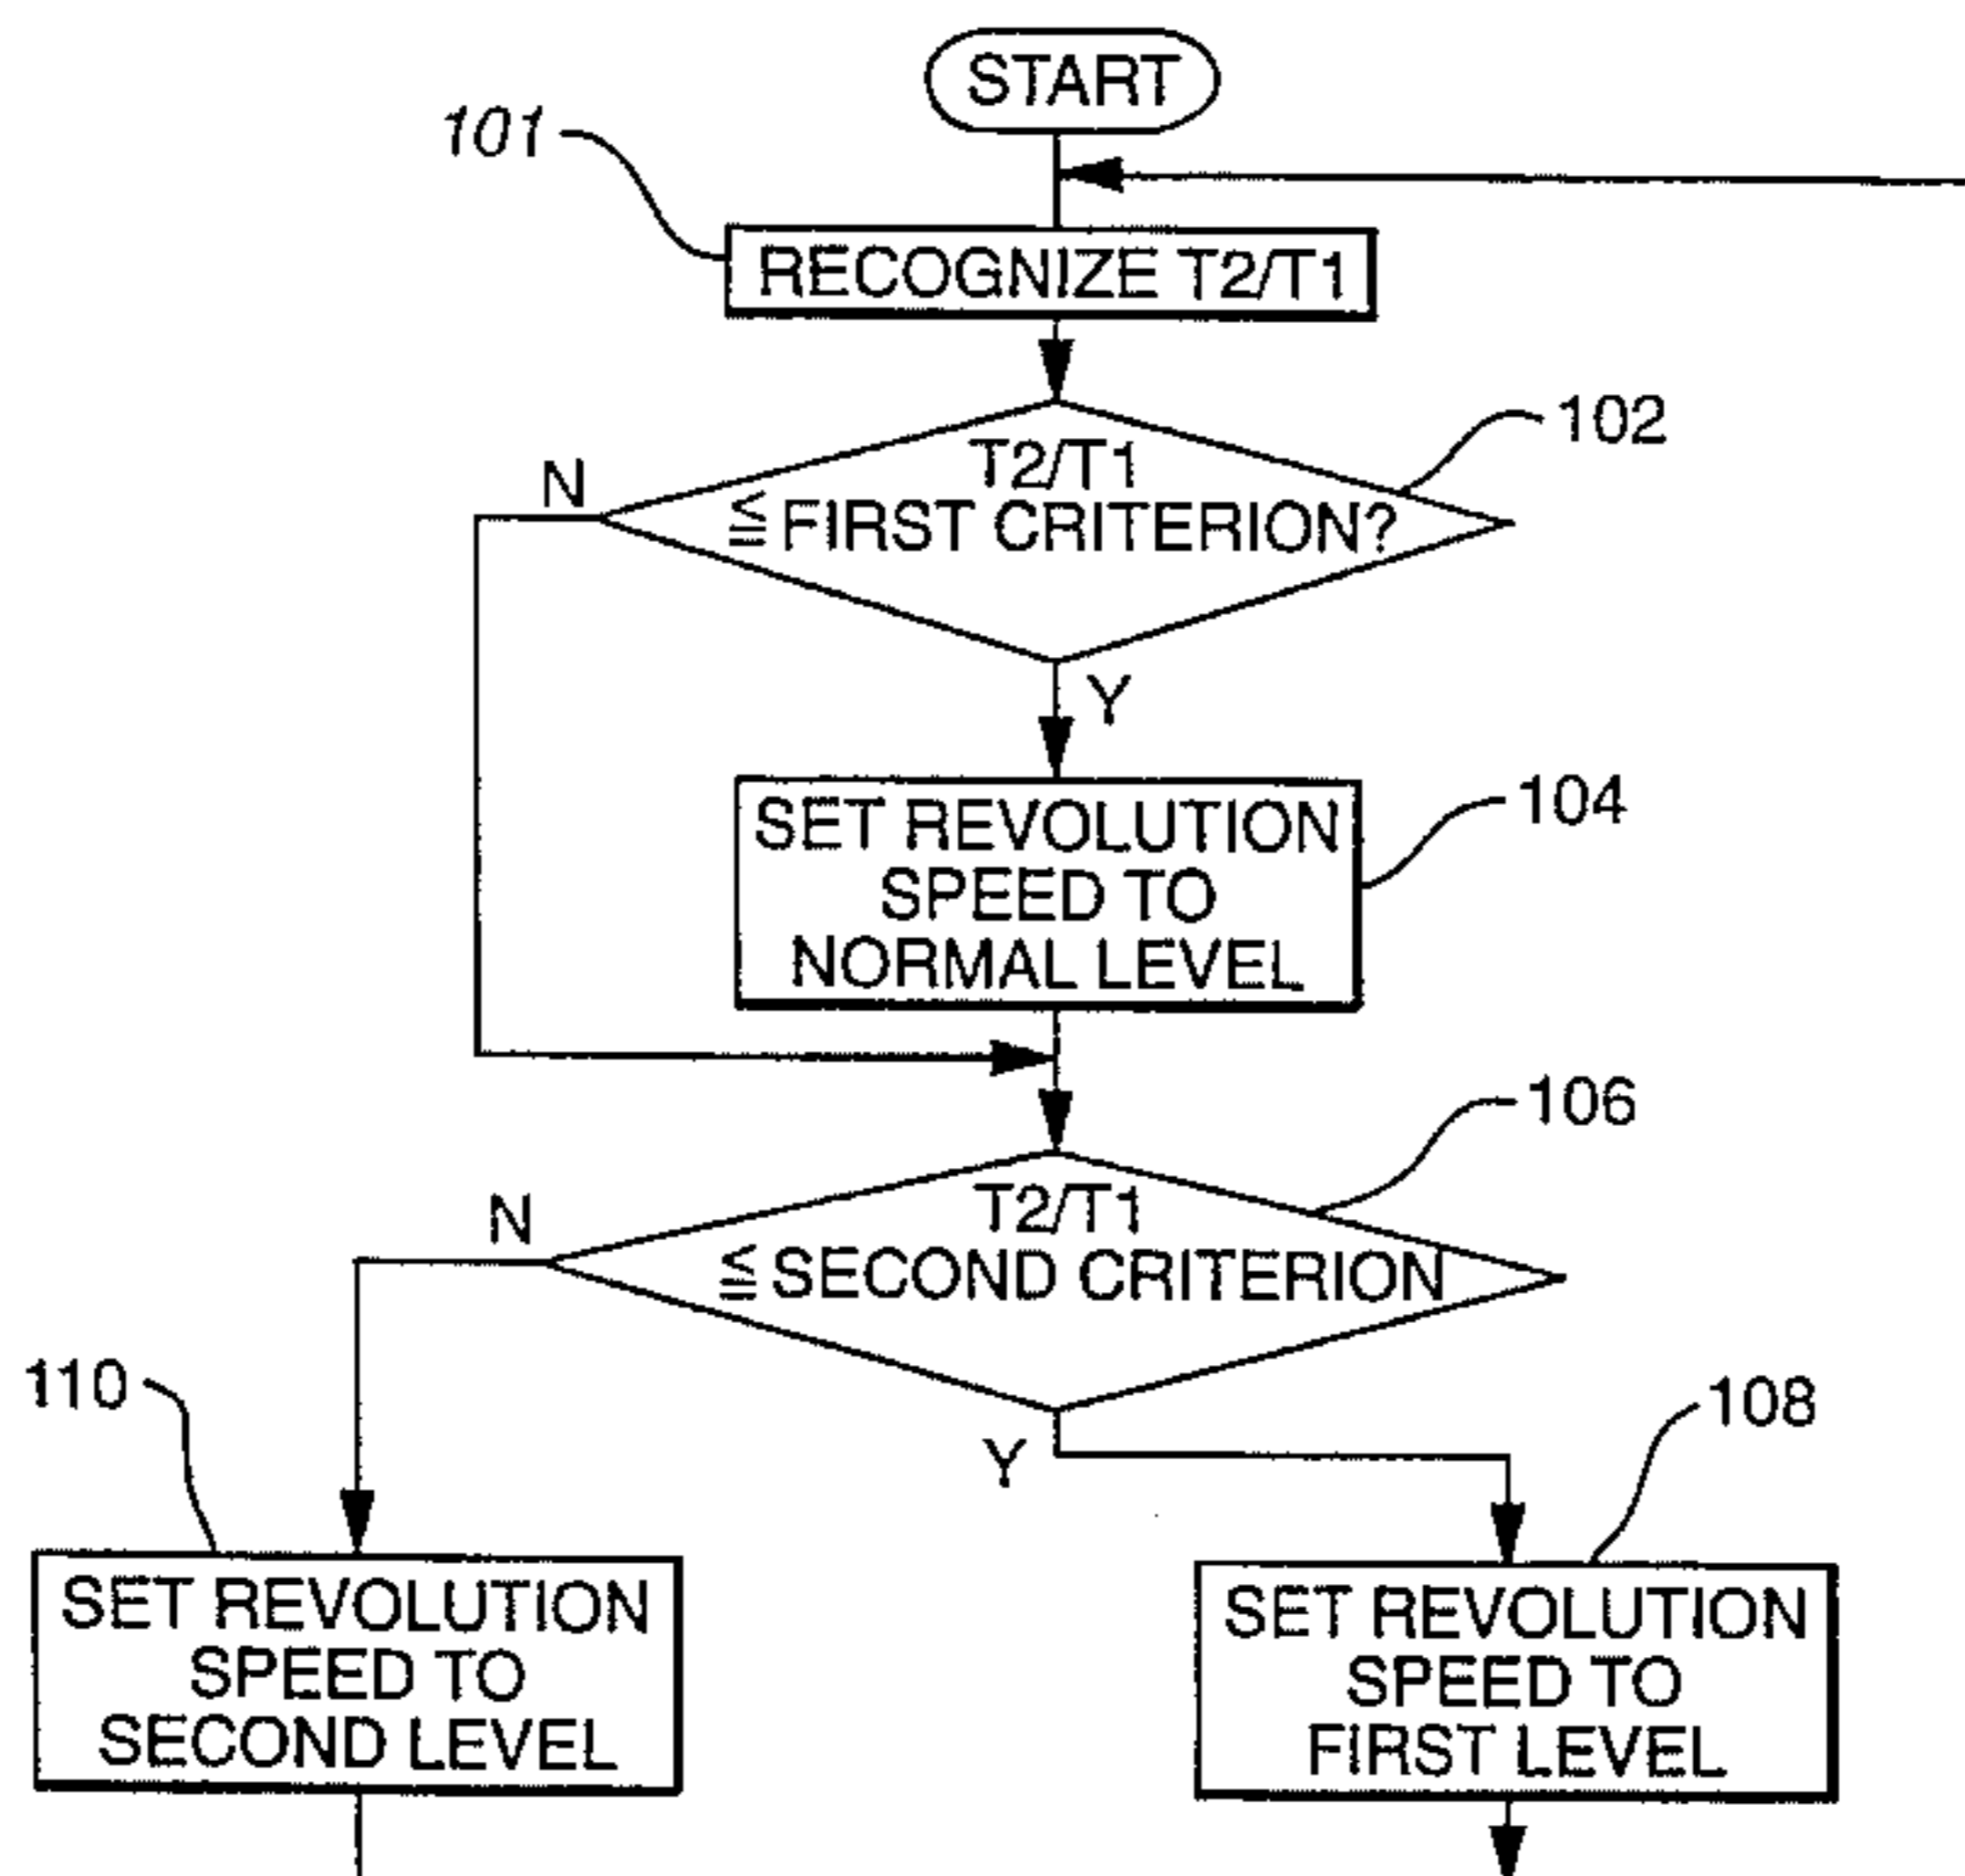 START
101
RECOGNIZE T2/T1
102
T2/T1
≦ FIRST CRITERION?
N
Y
104
SET REVOLUTION
SPEED TO
NORMAL LEVEL
106
T2/T1
≦ SECOND CRITERION
N
Y
110
SET REVOLUTION
SPEED TO
SECOND LEVEL
108
SET REVOLUTION
SPEED TO
FIRST LEVEL